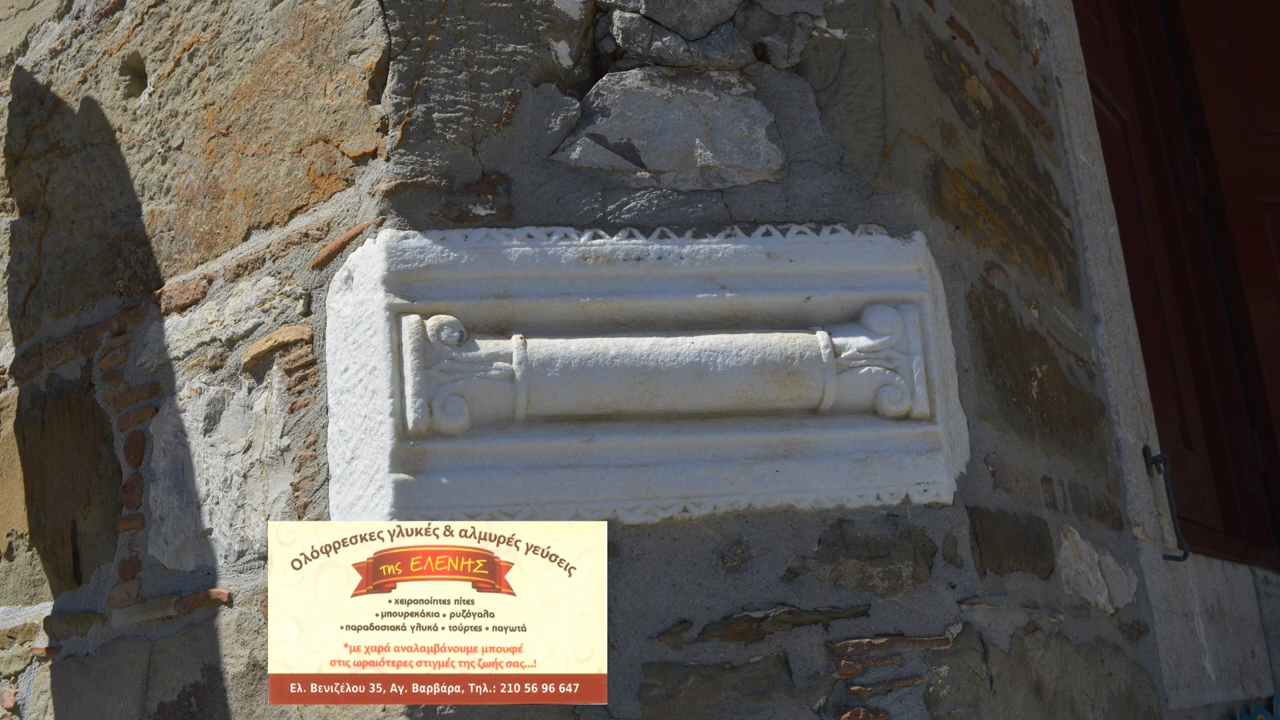 Ολόφρεσκες γλυκές & αλμυρές γεύσεις
της ΕΛΕΝΗΣ
• χειροποίητες πίτες
• μπουρεκάκια • ρυζόγαλα
• παραδοσιακά γλυκά • τούρτες • παγωτά
*με χαρά αναλαμβάνουμε μπουφέ
στις ωραιότερες στιγμές της ζωής σας...!
Ελ. Βενιζέλου 35, Αγ. Βαρβάρα, Τηλ.: 210 56 96 647